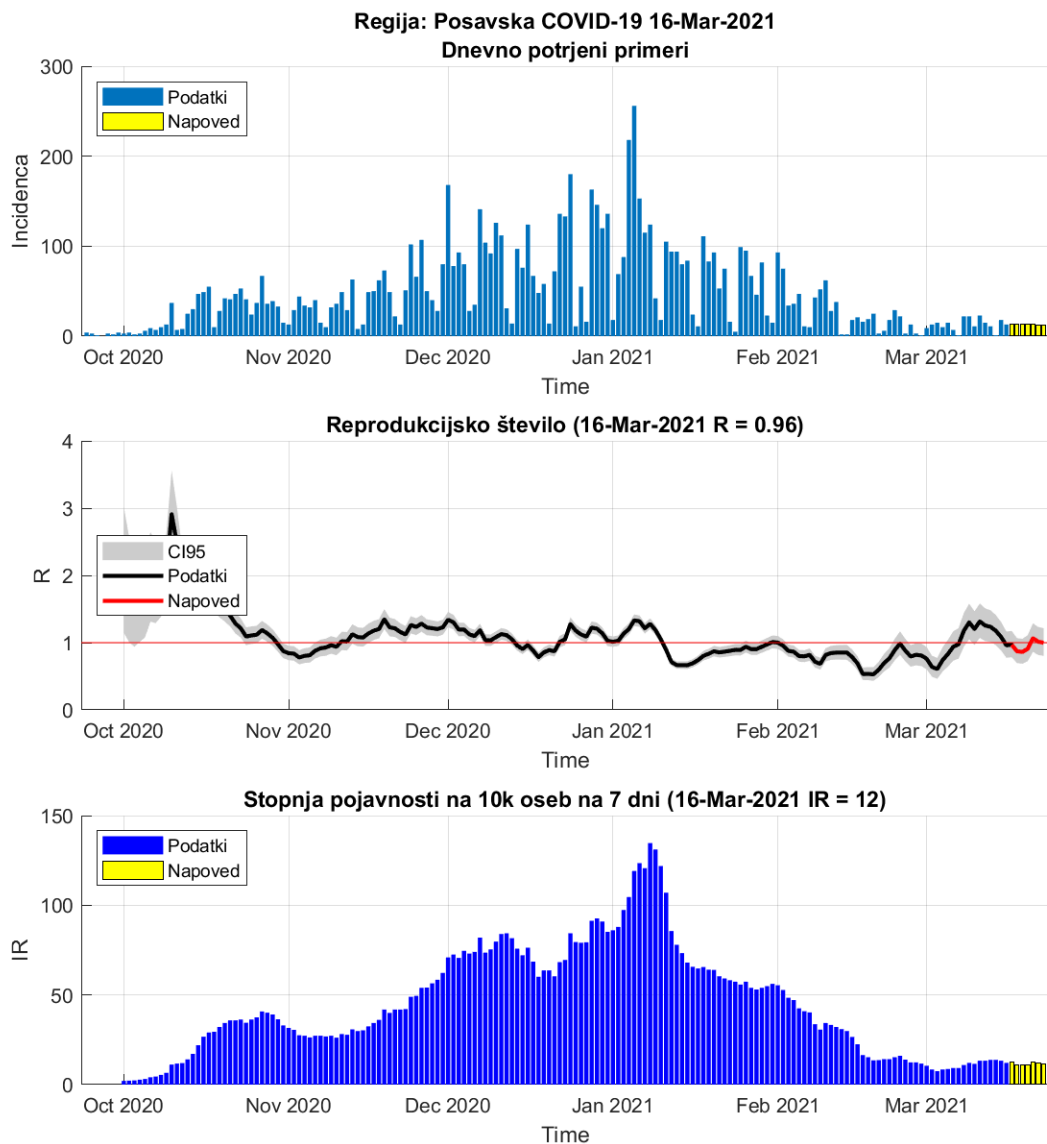 Regija: Posavska COVID-19 16-Mar-2021
Dnevno potrjeni primeri
300
200
100
0
Incidenca
Podatki
Napoved
Oct 2020 Nov 2020 Dec 2020 Jan 2021 Feb 2021 Mar 2021
Time
Reprodukcijsko število (16-Mar-2021 R = 0.96)
4
3
2
1
0
R
CI95
Podatki
Napoved
Oct 2020 Nov 2020 Dec 2020 Jan 2021 Feb 2021 Mar 2021
Time
Stopnja pojavnosti na 10k oseb na 7 dni (16-Mar-2021 IR = 12)
150
100
50
0
IR
Podatki
Napoved
Oct 2020 Nov 2020 Dec 2020 Jan 2021 Feb 2021 Mar 2021
Time